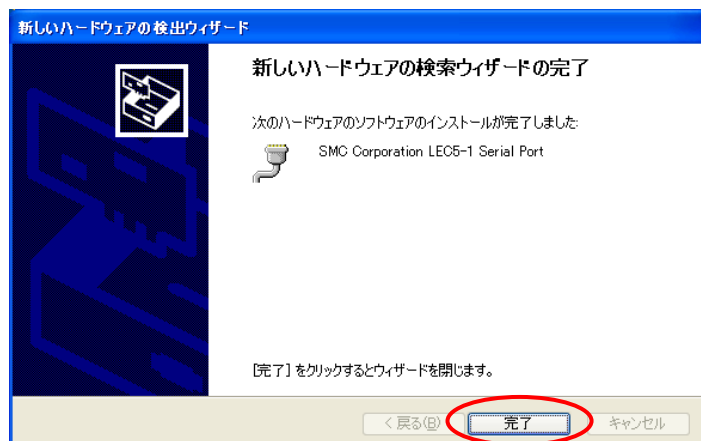 新しいハードウェアの検出ウィザード
新しいハードウェアの検索ウィザードの完了
次のハードウェアのソフトウェアのインストールが完了しました:
SMC Corporation LEC5-1 Serial Port
[完了] をクリックするとウィザードを閉じます。
< 戻る(B) 完了 キャンセル